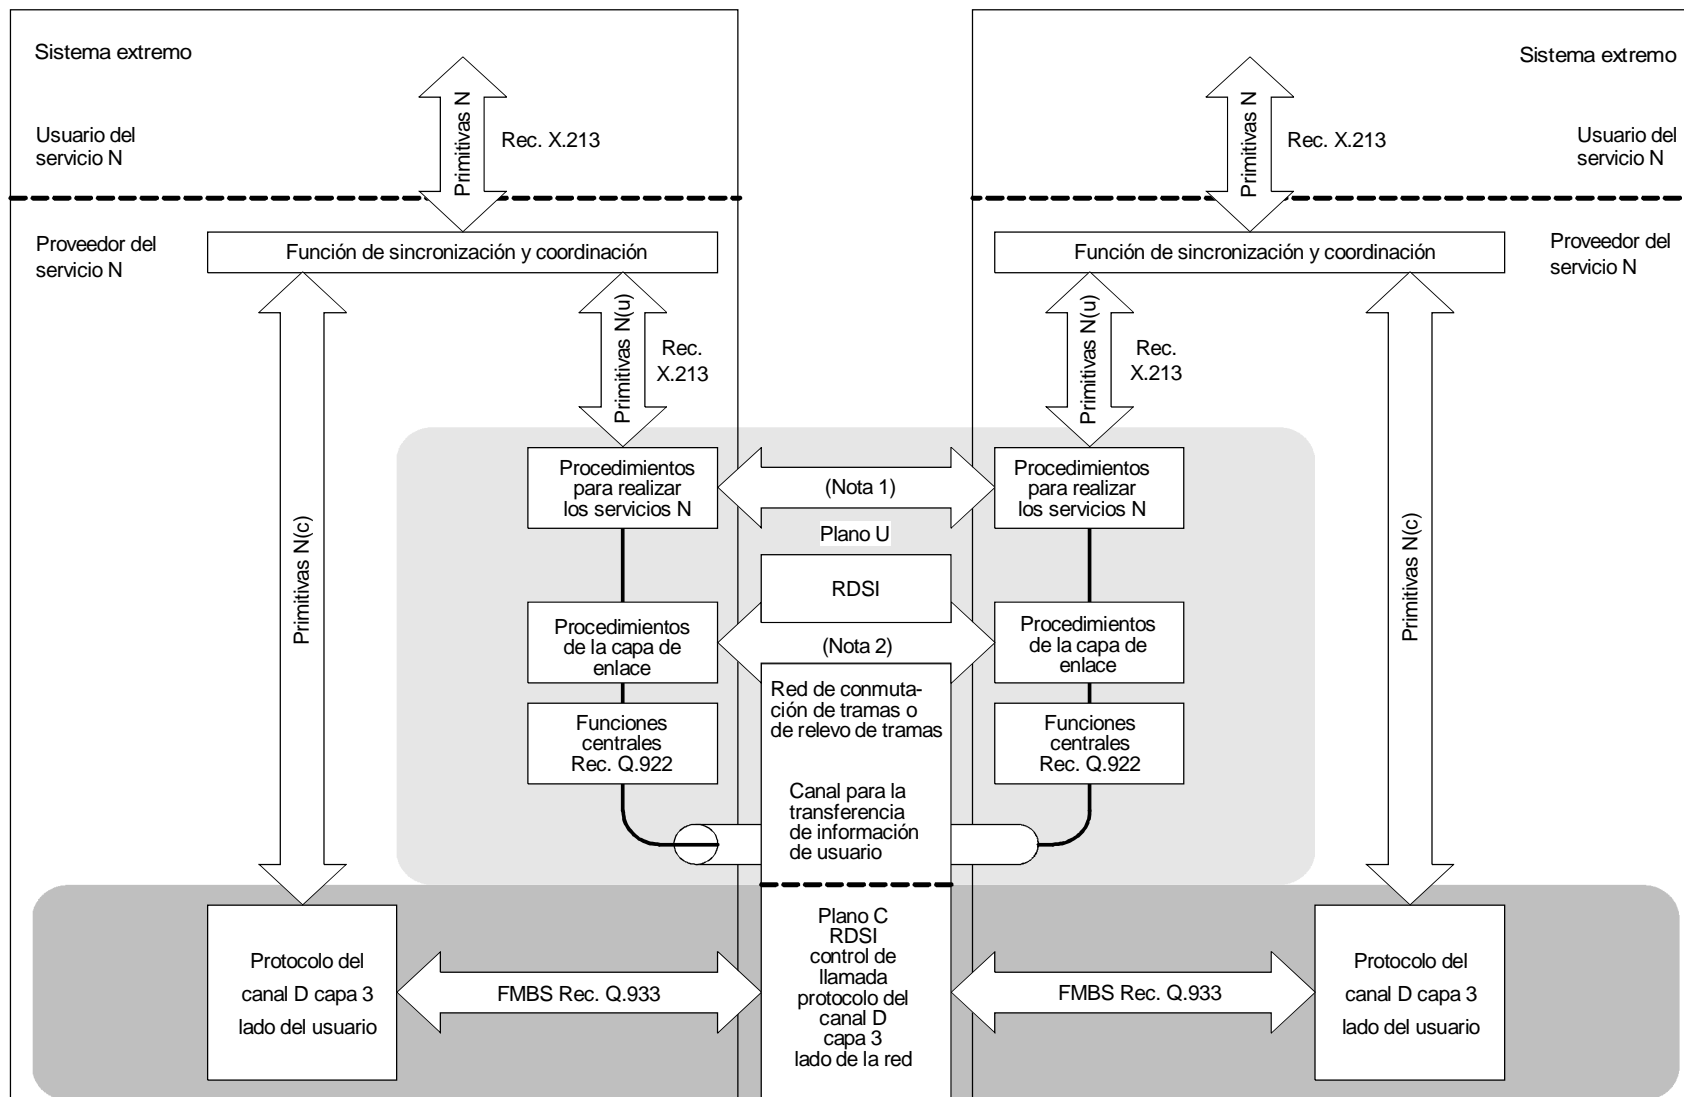 Sistema extremo
Usuario del
servicio N
Primitivas N
Rec. X.213
Proveedor del
servicio N
Función de sincronización y coordinación
Primitivas N(c)
Primitivas N(u)
Rec.
X.213
Sistema extremo
Usuario del
servicio N
Primitivas N
Rec. X.213
Proveedor del
servicio N
Función de sincronización y coordinación
Primitivas N(u)
Rec.
X.213
Primitivas N(c)
Procedimientos
para realizar
los servicios N
(Nota 1)
Procedimientos
para realizar
los servicios N
Plano U
RDSI
Procedimientos
de la capa de
enlace
(Nota 2)
Procedimientos
de la capa de
enlace
Funciones
centrales
Rec. Q.922
Red de conmuta-
ción de tramas o
de relevo de tramas
Funciones
centrales
Rec. Q.922
Canal para la
transferencia
de información
de usuario
Protocolo del
canal D capa 3
lado del usuario
FMBS Rec. Q.933
Plano C
RDSI
control de
llamada
protocolo del
canal D
capa 3
lado de la red
FMBS Rec. Q.933
Protocolo del
canal D capa 3
lado del usuario